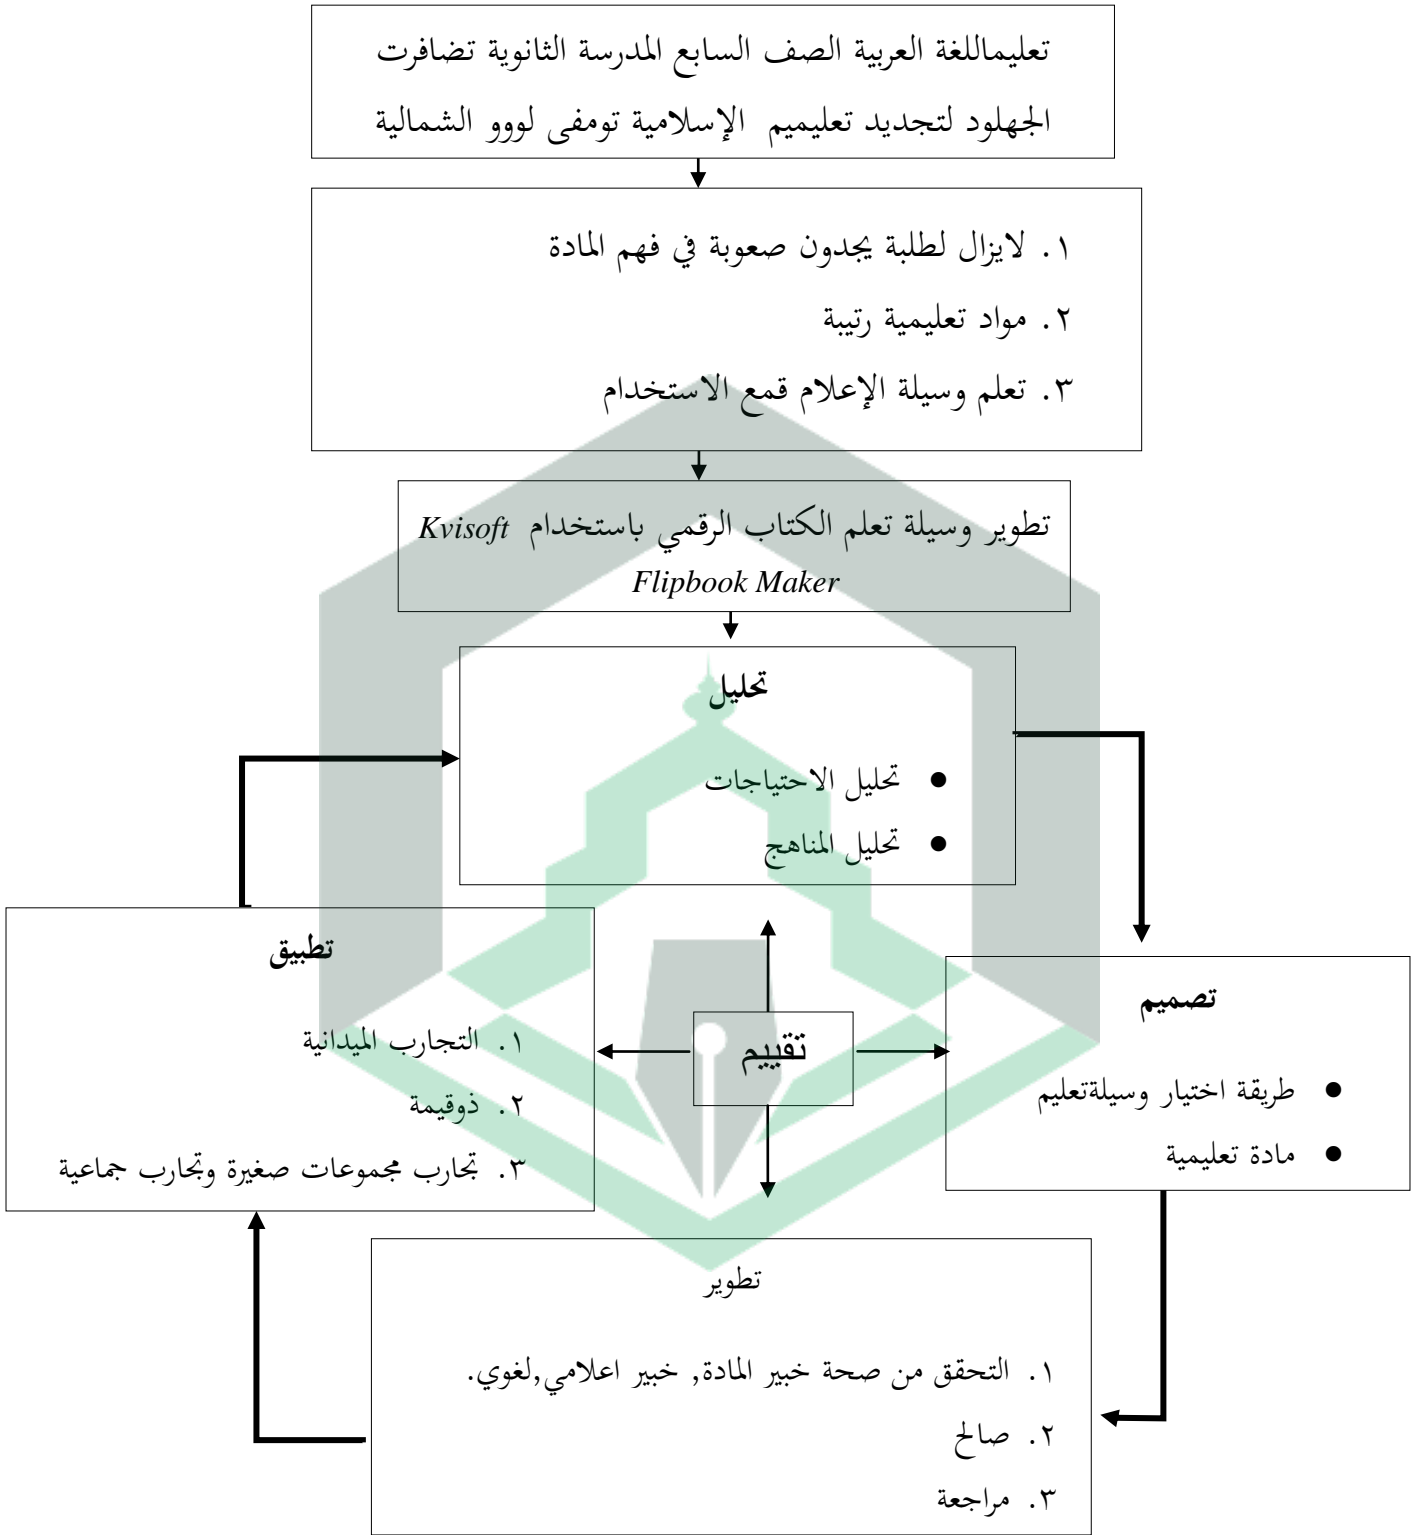 تعليماللغة العربية الصف السابع المدرسة الثانوية تضافرت
الجهلود لتجديد تعليميم الإسلامية تومفى لووو الشمالية
١. لايزال لطلبة يجدون صعوبة في فهم المادة
٢. مواد تعليمية رتيبة
٣. تعلم وسيلة الإعلام قمع الاستخدام
تطوير وسيلة تعلم الكتاب الرقمي باستخدام Kvisoft
Flipbook Maker
تحليل
● تحليل الاحتياجات
● تحليل المناهج
تصميم
● طريقة اختيار وسيلةتعليم
● مادة تعليمية
تقييم
تطبيق
١. التجارب الميدانية
٢. ذوقيمة
٣. تجارب مجموعات صغيرة وتجارب جماعية
تطوير
١. التحقق من صحة خبير المادة, خبير اعلامي,لغوي.
٢. صالح
٣. مراجعة